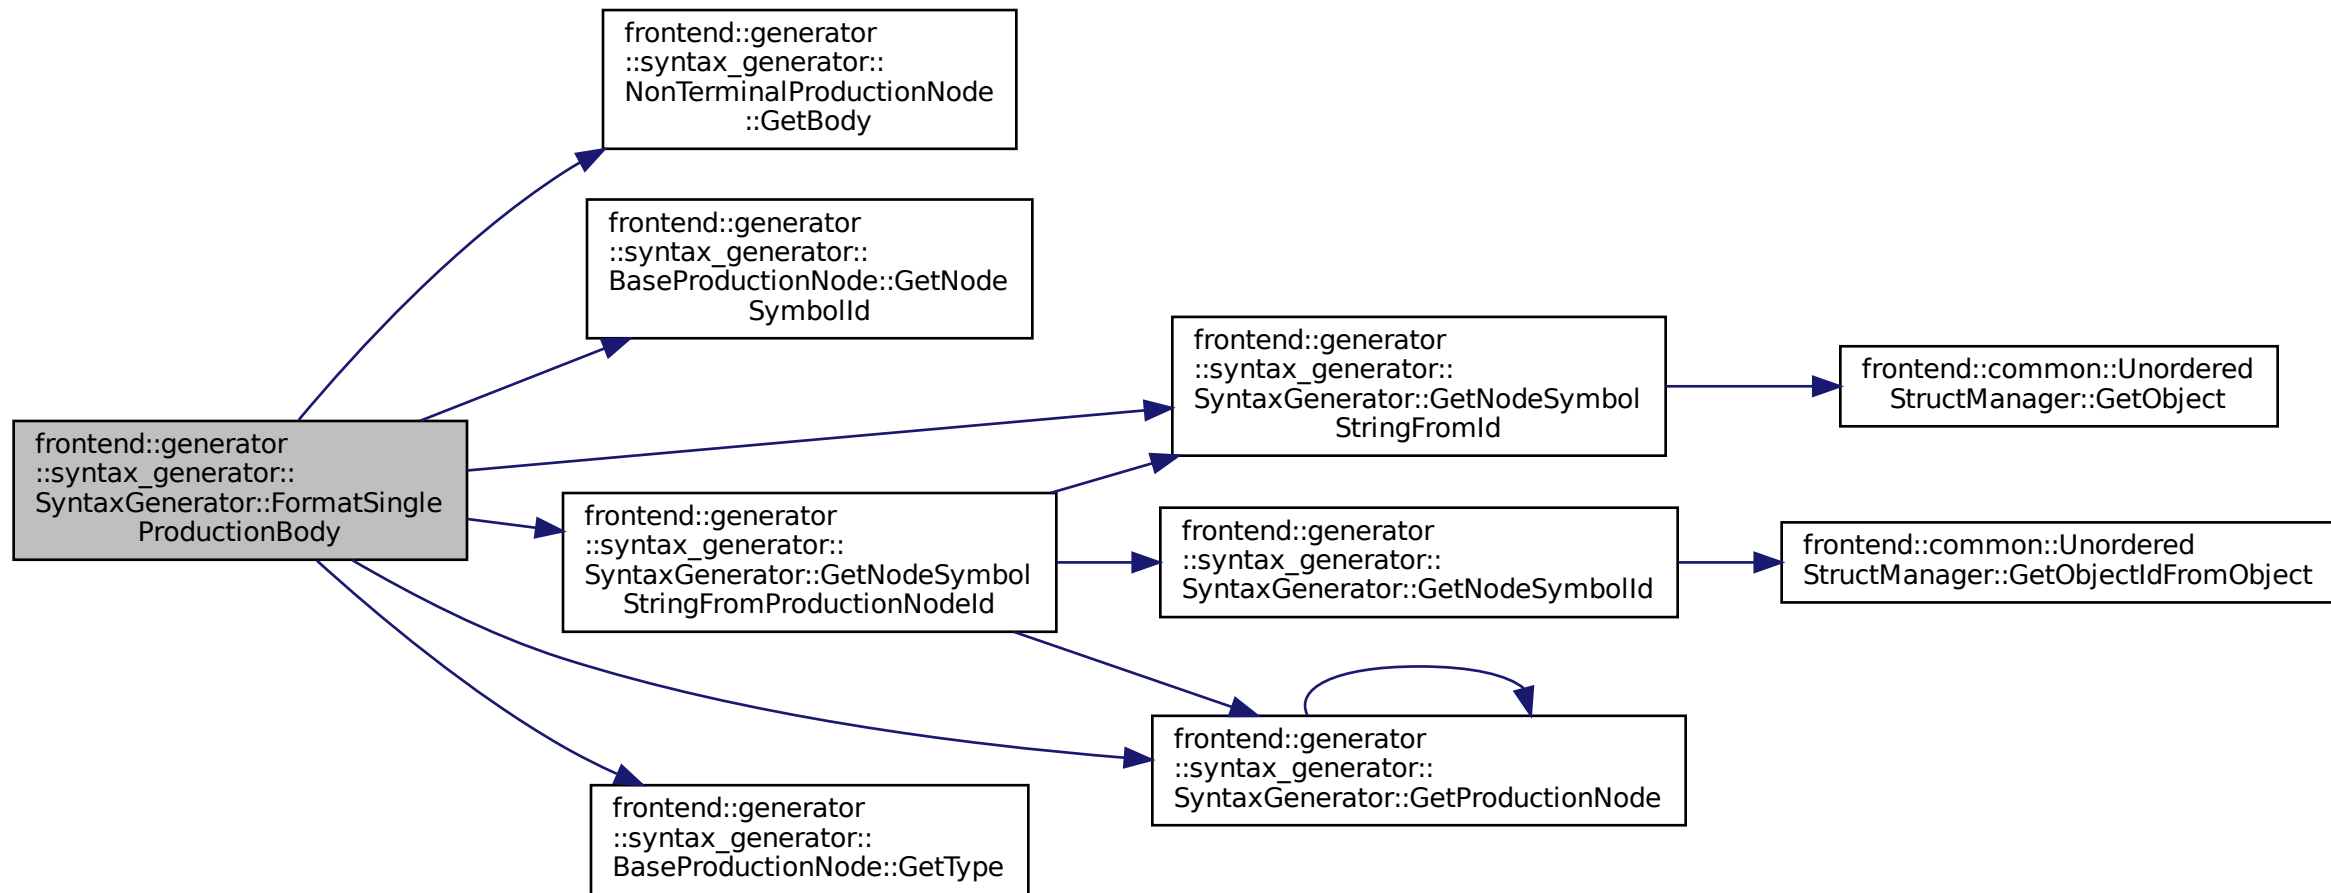 frontend::generator
::syntax_generator::
NonTerminalProductionNode
::GetBody
frontend::generator
::syntax_generator::
BaseProductionNode::GetNode
SymbolId
frontend::generator
::syntax_generator::
SyntaxGenerator::FormatSingle
ProductionBody
frontend::generator
::syntax_generator::
SyntaxGenerator::GetNodeSymbol
StringFromId
frontend::common::Unordered
StructManager::GetObject
frontend::generator
::syntax_generator::
SyntaxGenerator::GetNodeSymbol
StringFromProductionNodeId
frontend::generator
::syntax_generator::
SyntaxGenerator::GetNodeSymbolId
frontend::common::Unordered
StructManager::GetObjectIdFromObject
frontend::generator
::syntax_generator::
SyntaxGenerator::GetProductionNode
frontend::generator
::syntax_generator::
BaseProductionNode::GetType